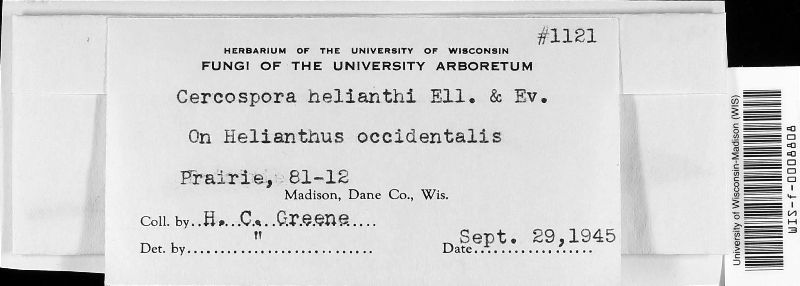 #1121
HERBARIUM OF THE UNIVERSITY OF WISCONSIN
FUNGI OF THE UNIVERSITY ARBORETUM
Cercospora helianthi Ell. & Ev.
On Helianthus occidentalis
Prairie, 81-12
Madison, Dane Co., Wis.
Coll. by..H. C. Greene....
Det. by.."..........................
Date Sept. 29,1945
University of Wisconsin-Madison (WIS)
WIS-f-0008808